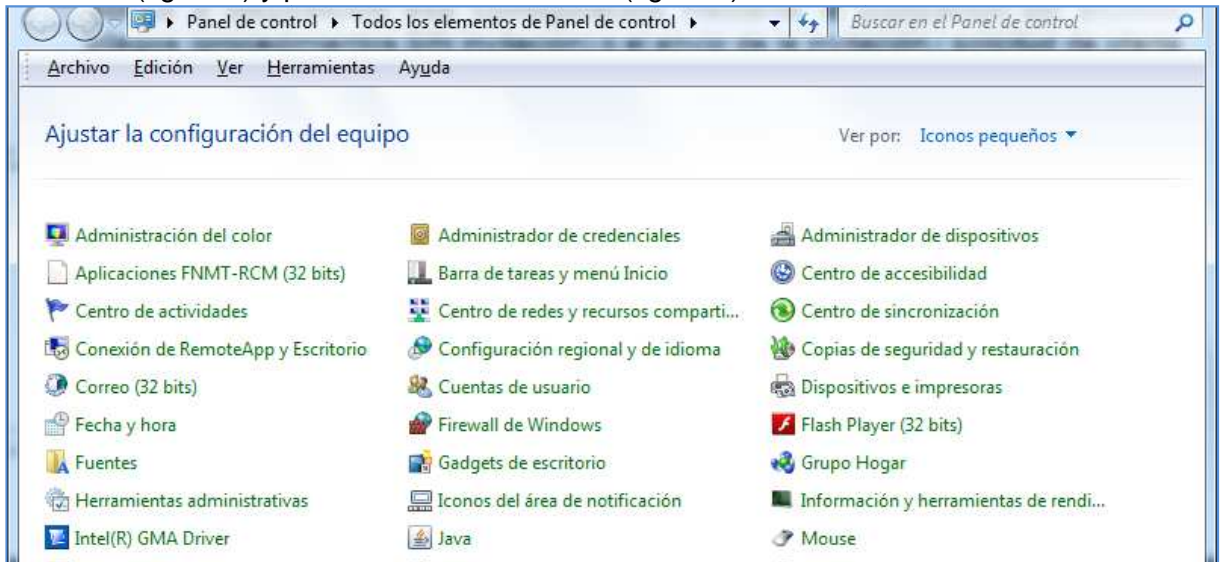 Panel de control Todos los elementos de Panel de control Buscar en el Panel de control
Archivo Edición Ver Herramientas Ayuda
Ajustar la configuración del equipo Ver por: Iconos pequeños
Administración del color Administrador de credenciales Administrador de dispositivos
Aplicaciones FNMT-RCM (32 bits) Barra de tareas y menú Inicio Centro de accesibilidad
Centro de actividades Centro de redes y recursos comparti... Centro de sincronización
Conexión de RemoteApp y Escritorio Configuración regional y de idioma Copias de seguridad y restauración
Correo (32 bits) Cuentas de usuario Dispositivos e impresoras
Fecha y hora Firewall de Windows Flash Player (32 bits)
Fuentes Gadgets de escritorio Grupo Hogar
Herramientas administrativas Iconos del área de notificación Información y herramientas de rendi...
Intel(R) GMA Driver Java Mouse